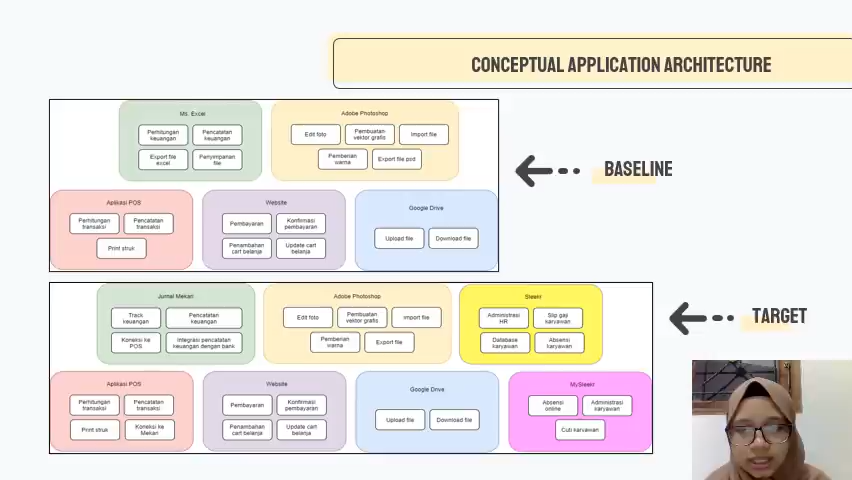 CONCEPTUAL APPLICATION ARCHITECTURE
Ms. Excel
Perhitungan
keuangan
Pencatatan
keuangan
Export file
excel
Penyimpanan
file
Adobe Photoshop
Edit foto
Pembuatan
vektor grafis
Import file
Pemberian
warna
Export file psd
BASELINE
Aplikasi POS
Perhitungan
transaksi
Pencatatan
transaksi
Print struk
Website
Pembayaran
Konfirmasi
pembayaran
Penambahan
cart belanja
Update cart
belanja
Google Drive
Upload file
Download file
Jurnal Mekari
Track
keuangan
Pencatatan
keuangan
Koneksi ke
POS
Integrasi pencatatan
keuangan dengan bank
Adobe Photoshop
Edit foto
Pembuatan
vektor grafis
Import file
Pemberian
warna
Export file
Sleekr
Administrasi
HR
Slip gaji
karyawan
Database
karyawan
Absensi
karyawan
TARGET
Aplikasi POS
Perhitungan
transaksi
Pencatatan
transaksi
Print struk
Koneksi ke
Mekari
Website
Pembayaran
Konfirmasi
pembayaran
Penambahan
cart belanja
Update cart
belanja
Google Drive
Upload file
Download file
MySleekr
Absensi
online
Administrasi
karyawan
Cuti karyawan